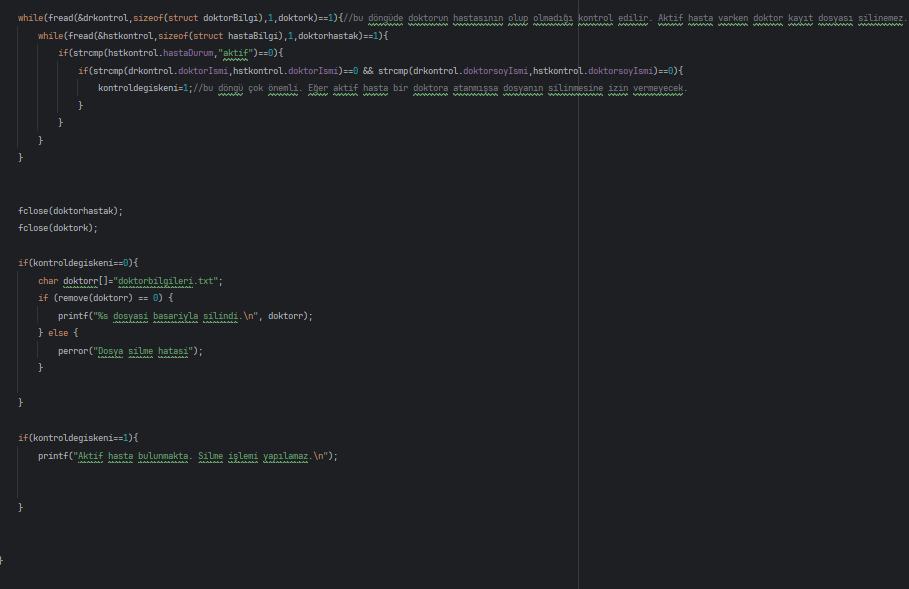 while(fread(&drkontrol,sizeof(struct doktorBilgi),1,doktork)==1){//bu döngüde doktorun hastasının olup olmadığı kontrol edilir. Aktif hasta varken doktor kayıt dosyası silinemez.
while(fread(&hstkontrol,sizeof(struct hastaBilgi),1,doktorhastak)==1){
if(strcmp(hstkontrol.hastaDurum,"aktif")==0){
if(strcmp(drkontrol.doktorIsmi,hstkontrol.doktorIsmi)==0 && strcmp(drkontrol.doktorsoyIsmi,hstkontrol.doktorsoyIsmi)==0){
kontroldegiskeni=1;//bu döngü çok önemli. Eğer aktif hasta bir doktora atanmışsa dosyanın silinmesine izin vermeyecek.
}
}
}
}
fclose(doktorhastak);
fclose(doktork);
if(kontroldegiskeni==0){
char doktorr[]="doktorbilgileri.txt";
if (remove(doktorr) == 0) {
printf("%s dosyasi basariyla silindi.\n", doktorr);
} else {
perror("Dosya silme hatasi");
}
}
if(kontroldegiskeni==1){
printf("Aktif hasta bulunmakta. Silme işlemi yapılamaz.\n");
}
}